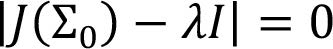 |J(Σ₀) − λI| = 0